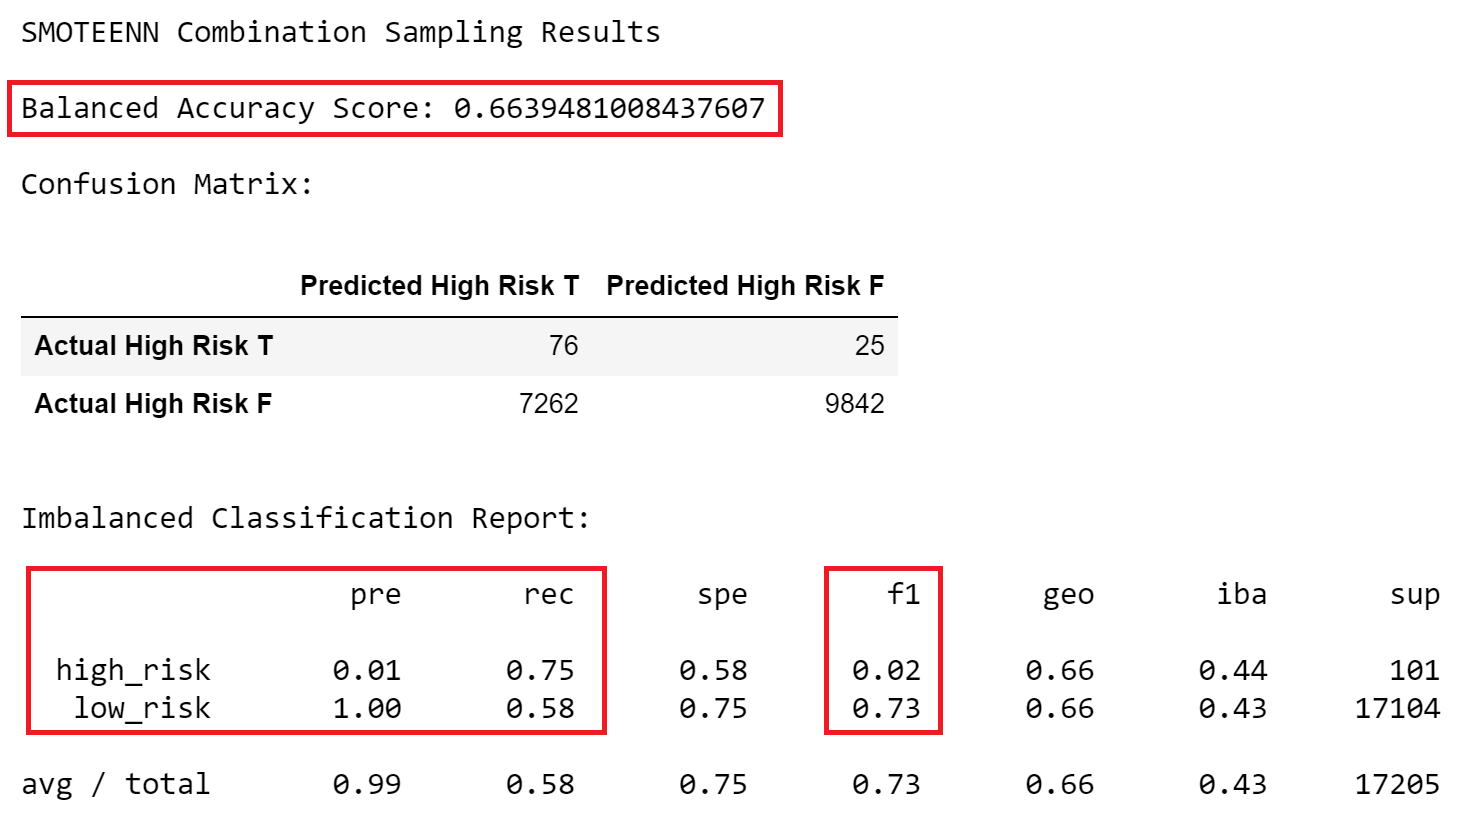 SMOTEENN Combination Sampling Results
Balanced Accuracy Score: 0.6639481008437607
Confusion Matrix:
Predicted High Risk T Predicted High Risk F
Actual High Risk T 76 25
Actual High Risk F 7262 9842
Imbalanced Classification Report:
pre rec spe f1 geo iba sup
high_risk 0.01 0.75 0.58 0.02 0.66 0.44 101
low_risk 1.00 0.58 0.75 0.73 0.66 0.43 17104
avg / total 0.99 0.58 0.75 0.73 0.66 0.43 17205